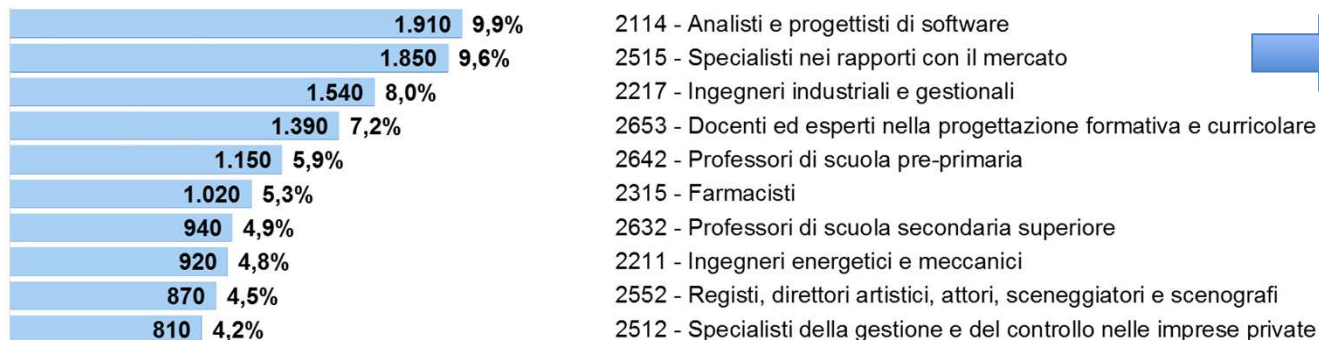 1.910 9,9% 2114 - Analisti e progettisti di software
1.850 9,6% 2515 - Specialisti nei rapporti con il mercato
1.540 8,0% 2217 - Ingegneri industriali e gestionali
1.390 7,2% 2653 - Docenti ed esperti nella progettazione formativa e curricolare
1.150 5,9% 2642 - Professori di scuola pre-primaria
1.020 5,3% 2315 - Farmacisti
940 4,9% 2632 - Professori di scuola secondaria superiore
920 4,8% 2211 - Ingegneri energetici e meccanici
870 4,5% 2552 - Registi, direttori artistici, attori, sceneggiatori e scenografi
810 4,2% 2512 - Specialisti della gestione e del controllo nelle imprese private